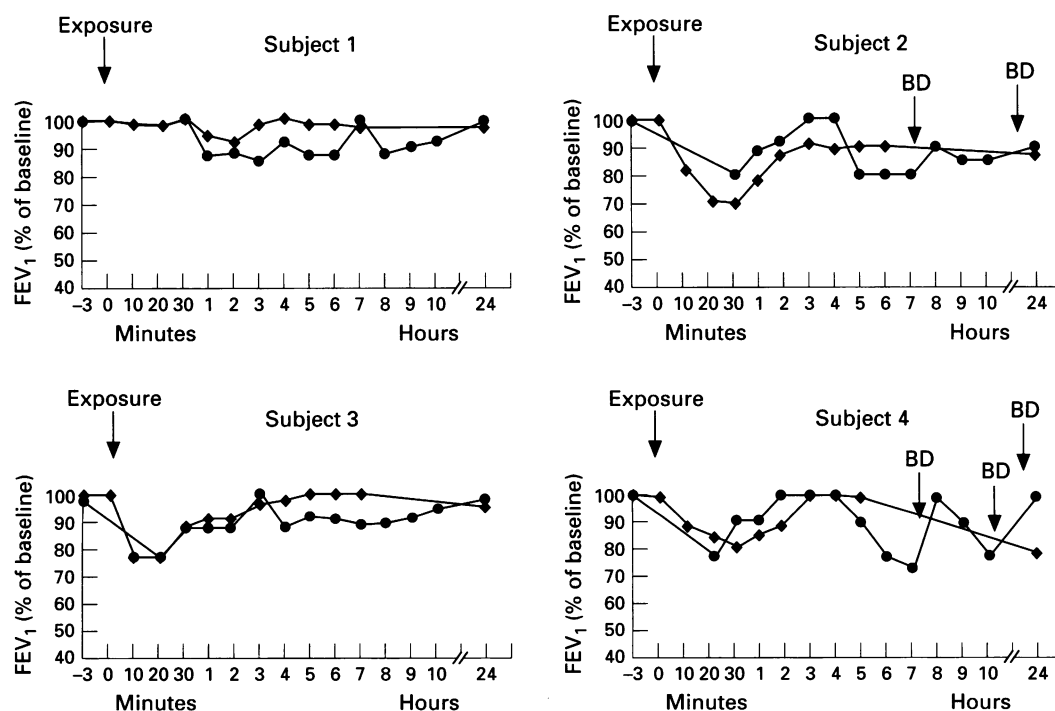 Exposure
Subject 1
FEV1 (% of baseline)
100
90
80
70
60
50
40
–3 0 10 20 30 1 2 3 4 5 6 7 8 9 10 24
Minutes Hours
Exposure
Subject 2
BD
BD
FEV1 (% of baseline)
100
90
80
70
60
50
40
–3 0 10 20 30 1 2 3 4 5 6 7 8 9 10 24
Minutes Hours
Exposure
Subject 3
FEV1 (% of baseline)
100
90
80
70
60
50
40
–3 0 10 20 30 1 2 3 4 5 6 7 8 9 10 24
Minutes Hours
Exposure
Subject 4
BD
BD
BD
FEV1 (% of baseline)
100
90
80
70
60
50
40
–3 0 10 20 30 1 2 3 4 5 6 7 8 9 10 24
Minutes Hours